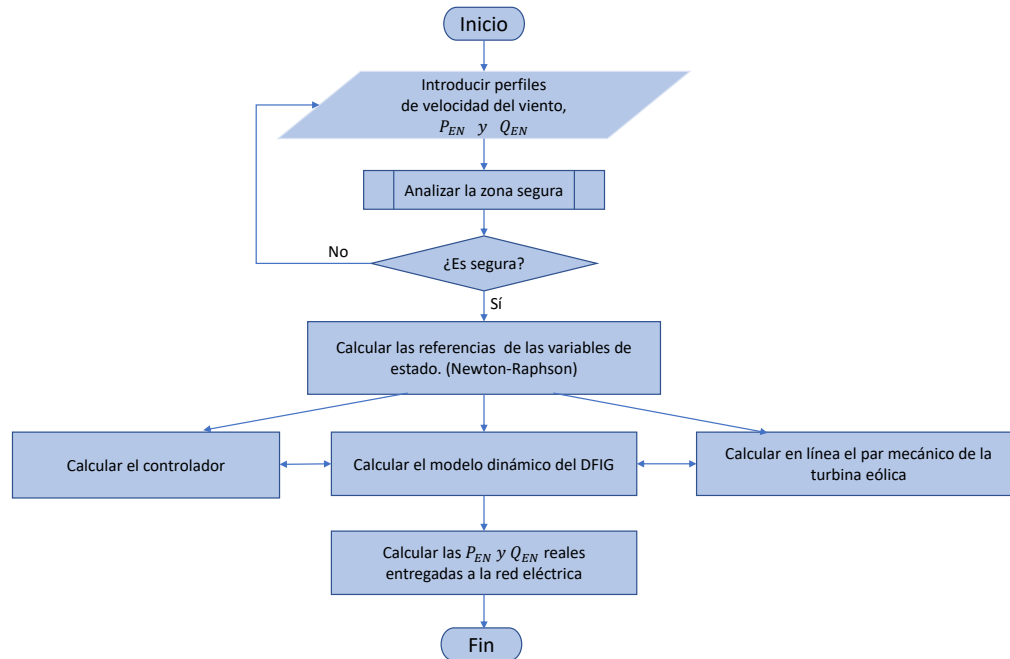 Inicio
Introducir perfiles
de velocidad del viento,
P_EN y Q_EN
Analizar la zona segura
No
¿Es segura?
Sí
Calcular las referencias de las variables de
estado. (Newton-Raphson)
Calcular el controlador
Calcular el modelo dinámico del DFIG
Calcular en línea el par mecánico de la
turbina eólica
Calcular las P_EN y Q_EN reales
entregadas a la red eléctrica
Fin